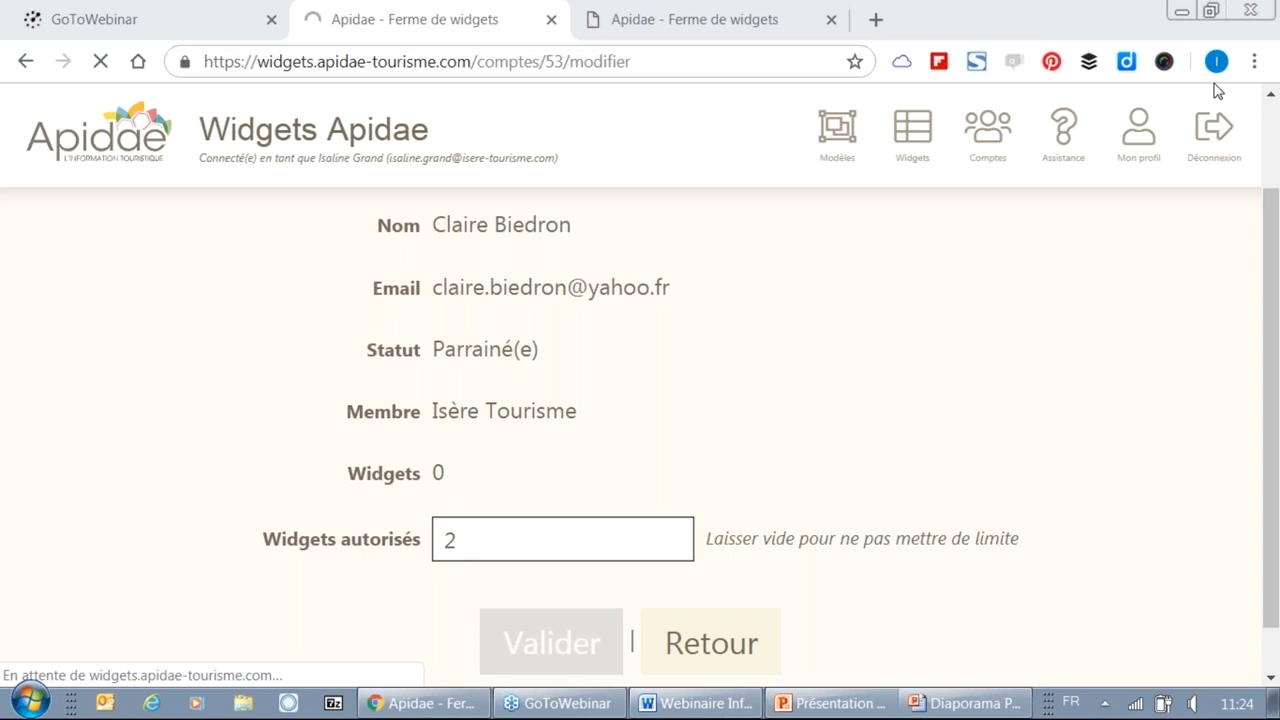 GoToWebinar
Apidae - Ferme de widgets
Apidae - Ferme de widgets
https://widgets.apidae-tourisme.com/comptes/53/modifier
Apidae
L'INFORMATION TOURISTIQUE
Widgets Apidae
Connecté(e) en tant que Isaline Grand (isaline.grand@isere-tourisme.com)
Modèles
Widgets
Comptes
Assistance
Mon profil
Déconnexion
Nom Claire Biedron
Email claire.biedron@yahoo.fr
Statut Parrainé(e)
Membre Isère Tourisme
Widgets 0
Widgets autorisés 2 Laisser vide pour ne pas mettre de limite
Valider | Retour
En attente de widgets.apidae-tourisme.com...
Apidae - Fer...
GoToWebinar
Webinaire Inf...
Présentation ...
Diaporama P...
FR
11:24